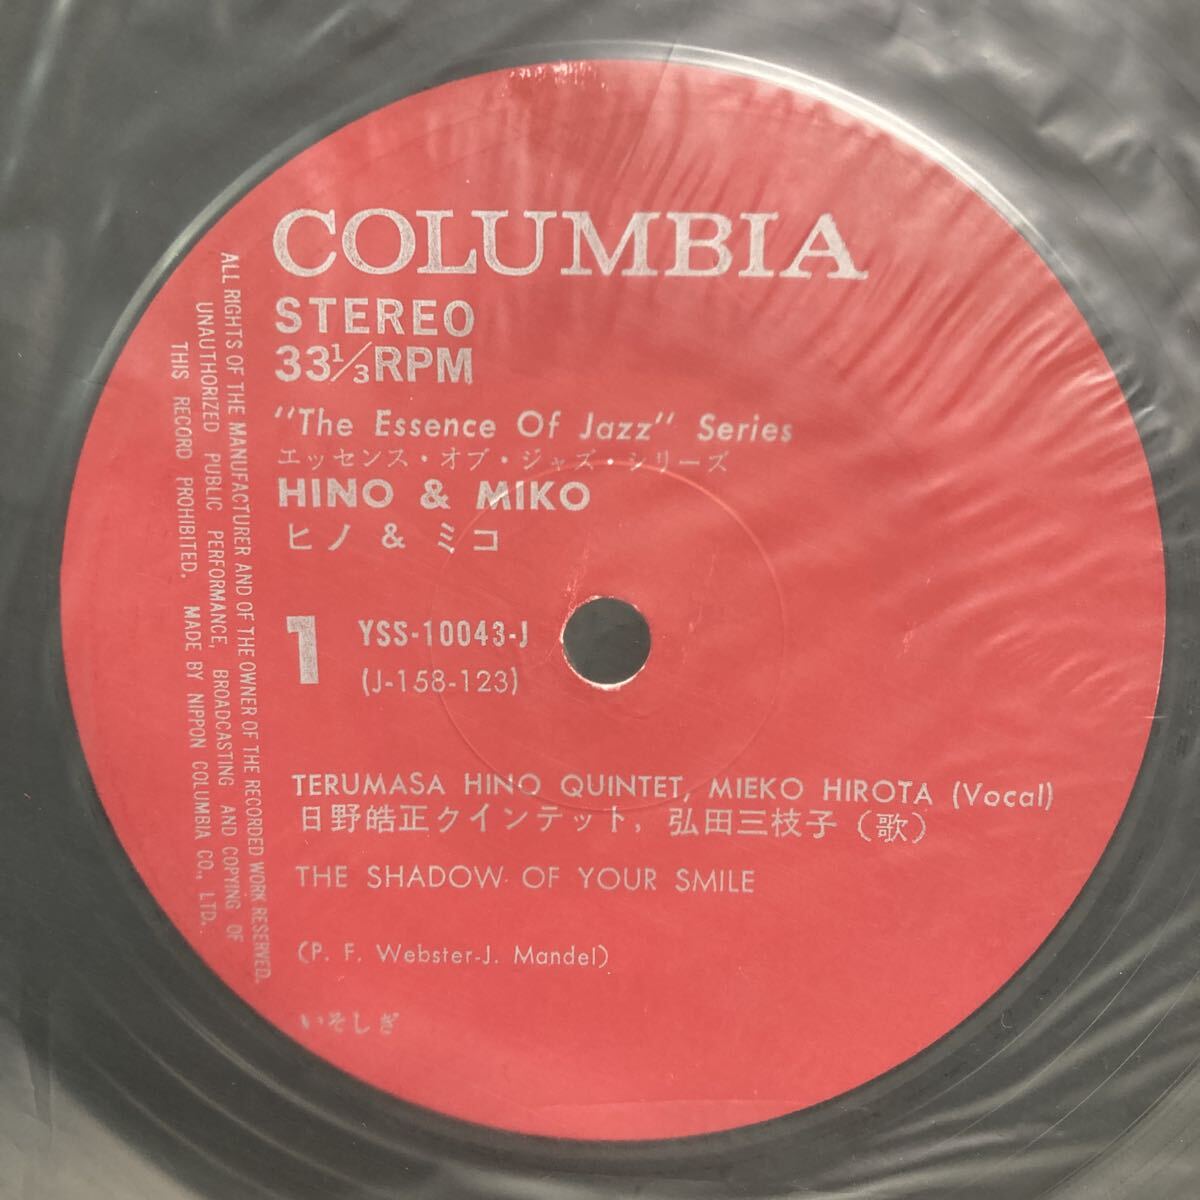 COLUMBIA
STEREO
33⅓RPM
"The Essence Of Jazz" Series
エッセンス・オブ・ジャズ・シリーズ
HINO & MIKO
ヒノ & ミコ
1
YSS-10043-J
(J-158-123)
TERUMASA HINO QUINTET, MIEKO HIROTA (Vocal)
日野皓正クインテット, 弘田三枝子(歌)
THE SHADOW OF YOUR SMILE
(P. F. Webster-J. Mandel)
いそしぎ
ALL RIGHTS OF THE MANUFACTURER AND OF THE OWNER OF THE RECORDED WORK RESERVED.
UNAUTHORIZED PUBLIC PERFORMANCE, BROADCASTING AND COPYING OF
THIS RECORD PROHIBITED. MADE BY NIPPON COLUMBIA CO., LTD.